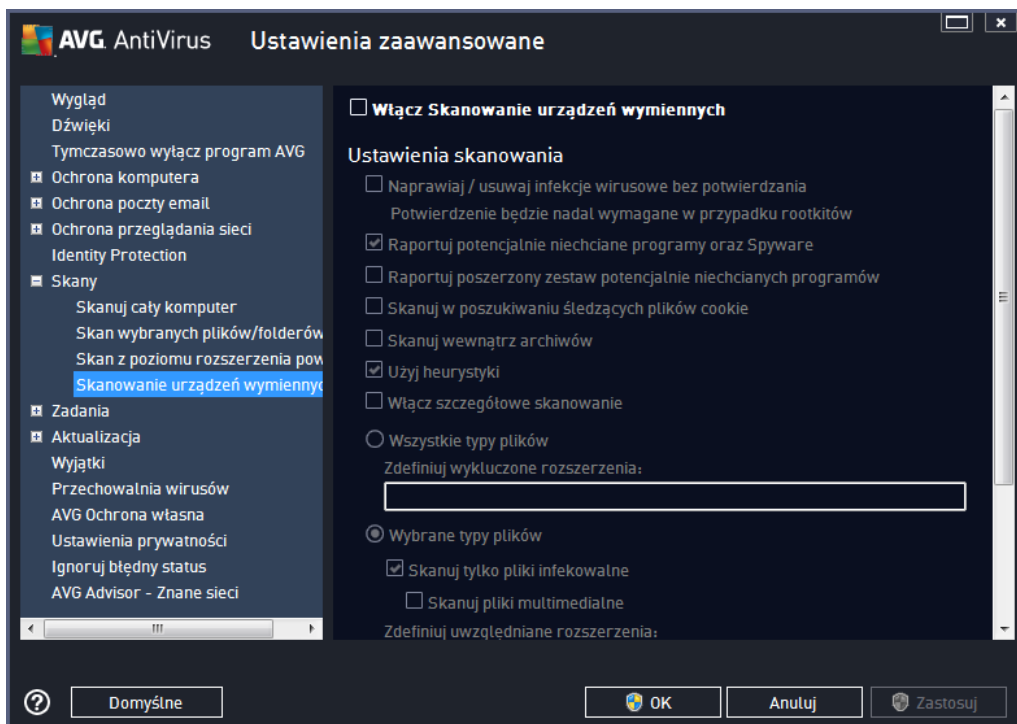 AVG. AntiVirus Ustawienia zaawansowane
Wygląd
Dźwięki
Tymczasowo wyłącz program AVG
Ochrona komputera
Ochrona poczty email
Ochrona przeglądania sieci
Identity Protection
Skany
Skanuj cały komputer
Skan wybranych plików/folderów
Skan z poziomu rozszerzenia pow
Skanowanie urządzeń wymiennyc
Zadania
Aktualizacja
Wyjątki
Przechowalnia wirusów
AVG Ochrona własna
Ustawienia prywatności
Ignoruj błędny status
AVG Advisor - Znane sieci
Włącz Skanowanie urządzeń wymiennych
Ustawienia skanowania
Naprawiaj / usuwaj infekcje wirusowe bez potwierdzania
Potwierdzenie będzie nadal wymagane w przypadku rootkitów
Raportuj potencjalnie niechciane programy oraz Spyware
Raportuj poszerzony zestaw potencjalnie niechcianych programów
Skanuj w poszukiwaniu śledzących plików cookie
Skanuj wewnątrz archiwów
Użyj heurystyki
Włącz szczegółowe skanowanie
Wszystkie typy plików
Zdefiniuj wykluczone rozszerzenia:
Wybrane typy plików
Skanuj tylko pliki infekowalne
Skanuj pliki multimedialne
Zdefiniuj uwzględniane rozszerzenia:
Domyślne
OK
Anuluj
Zastosuj